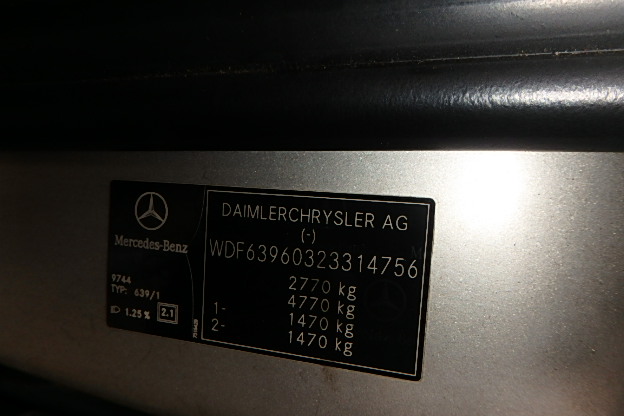 Mercedes-Benz
9744
TYP: 639/1
1.25 % 2.1
DAIMLERCHRYSLER AG
(-)
WDF63960323314756
2770 kg
4770 kg
1- 1470 kg
2- 1470 kg